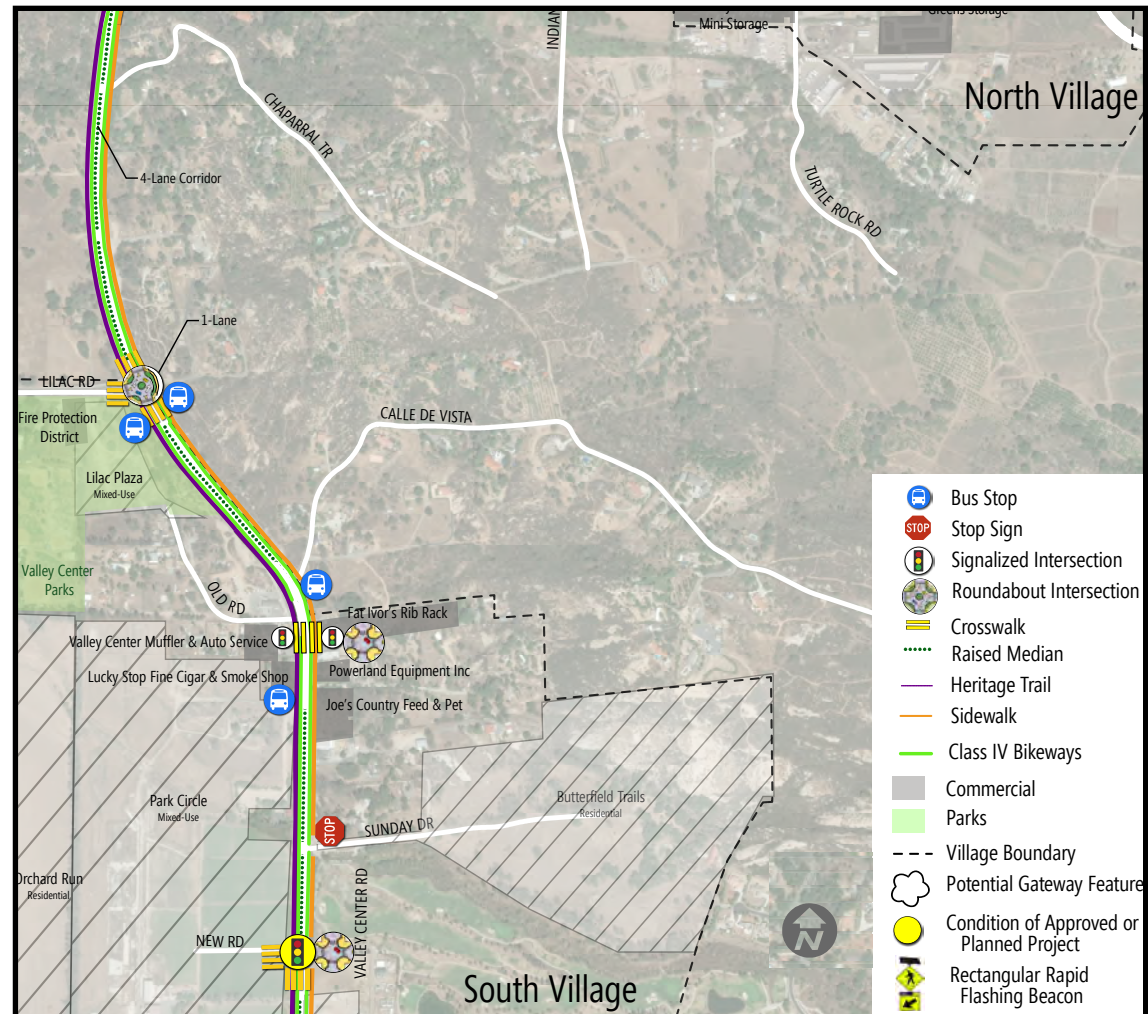 Mini Storage
Greens Storage
INDIAN
North Village
CHAPARRAL TR
4-Lane Corridor
TURTLE ROCK RD
1-Lane
LILAC RD
Fire Protection
District
CALLE DE VISTA
Lilac Plaza
Mixed-Use
Valley Center
Parks
OLD RD
Fat Ivor's Rib Rack
Valley Center Muffler & Auto Service
Lucky Stop Fine Cigar & Smoke Shop
Powerland Equipment Inc
Joe's Country Feed & Pet
Park Circle
Mixed-Use
Butterfield Trails
Residential
STOP
SUNDAY DR
Orchard Run
Residential
NEW RD
VALLEY CENTER RD
N
South Village
Bus Stop
STOP
Stop Sign
Signalized Intersection
Roundabout Intersection
Crosswalk
Raised Median
Heritage Trail
Sidewalk
Class IV Bikeways
Commercial
Parks
Village Boundary
Potential Gateway Feature
Condition of Approved or
Planned Project
Rectangular Rapid
Flashing Beacon